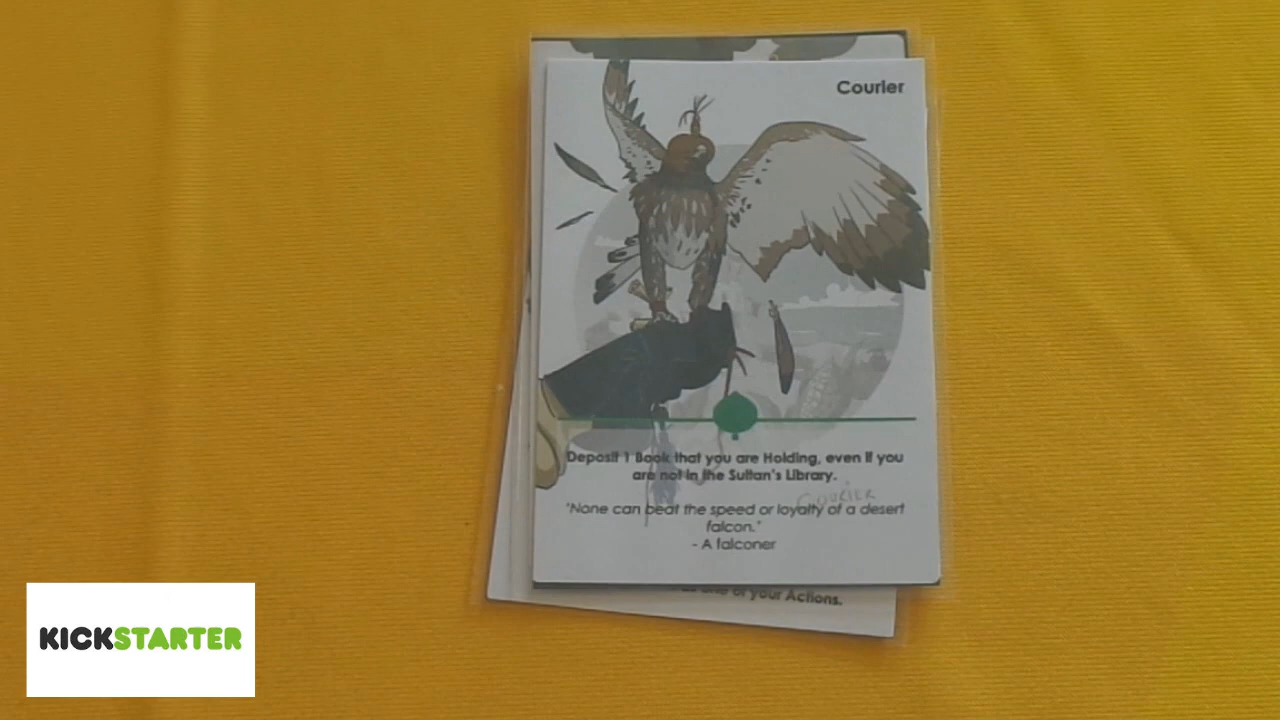 Courier
Deposit 1 Book that you are Holding, even if you
are not in the Sultan's Library.
COURIER
"None can beat the speed or loyalty of a desert
falcon."
- A falconer
one of your Actions.
KICKSTARTER